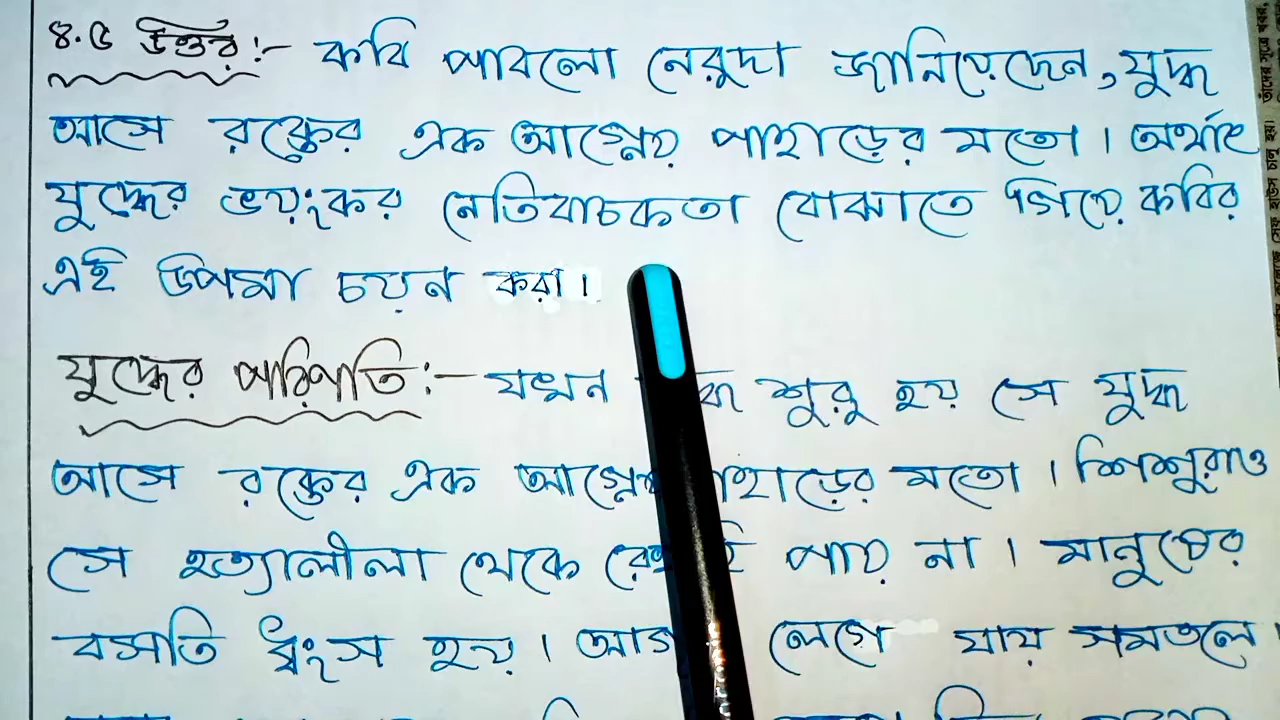 ৪.৫ উত্তর:- কবি পাবলো নেরুদা জানিয়েছেন, যুদ্ধ
আসে রক্তের এক আগ্নেয় পাহাড়ের মতো। অর্থাৎ
যুদ্ধের ভয়ংকর নেতিবাচকতা বোঝাতে গিয়ে কবির
এই উপমা চয়ন করা।
যুদ্ধের পরিণতি:- যখন শুরু হয় সে যুদ্ধ
আসে রক্তের এক আগ্নেয় পাহাড়ের মতো। শিশুরাও
সে হত্যালীলা থেকে রেহাই পায় না। মানুষের
বসতি ধ্বংস হয়। লেগে যায় সমতলে।